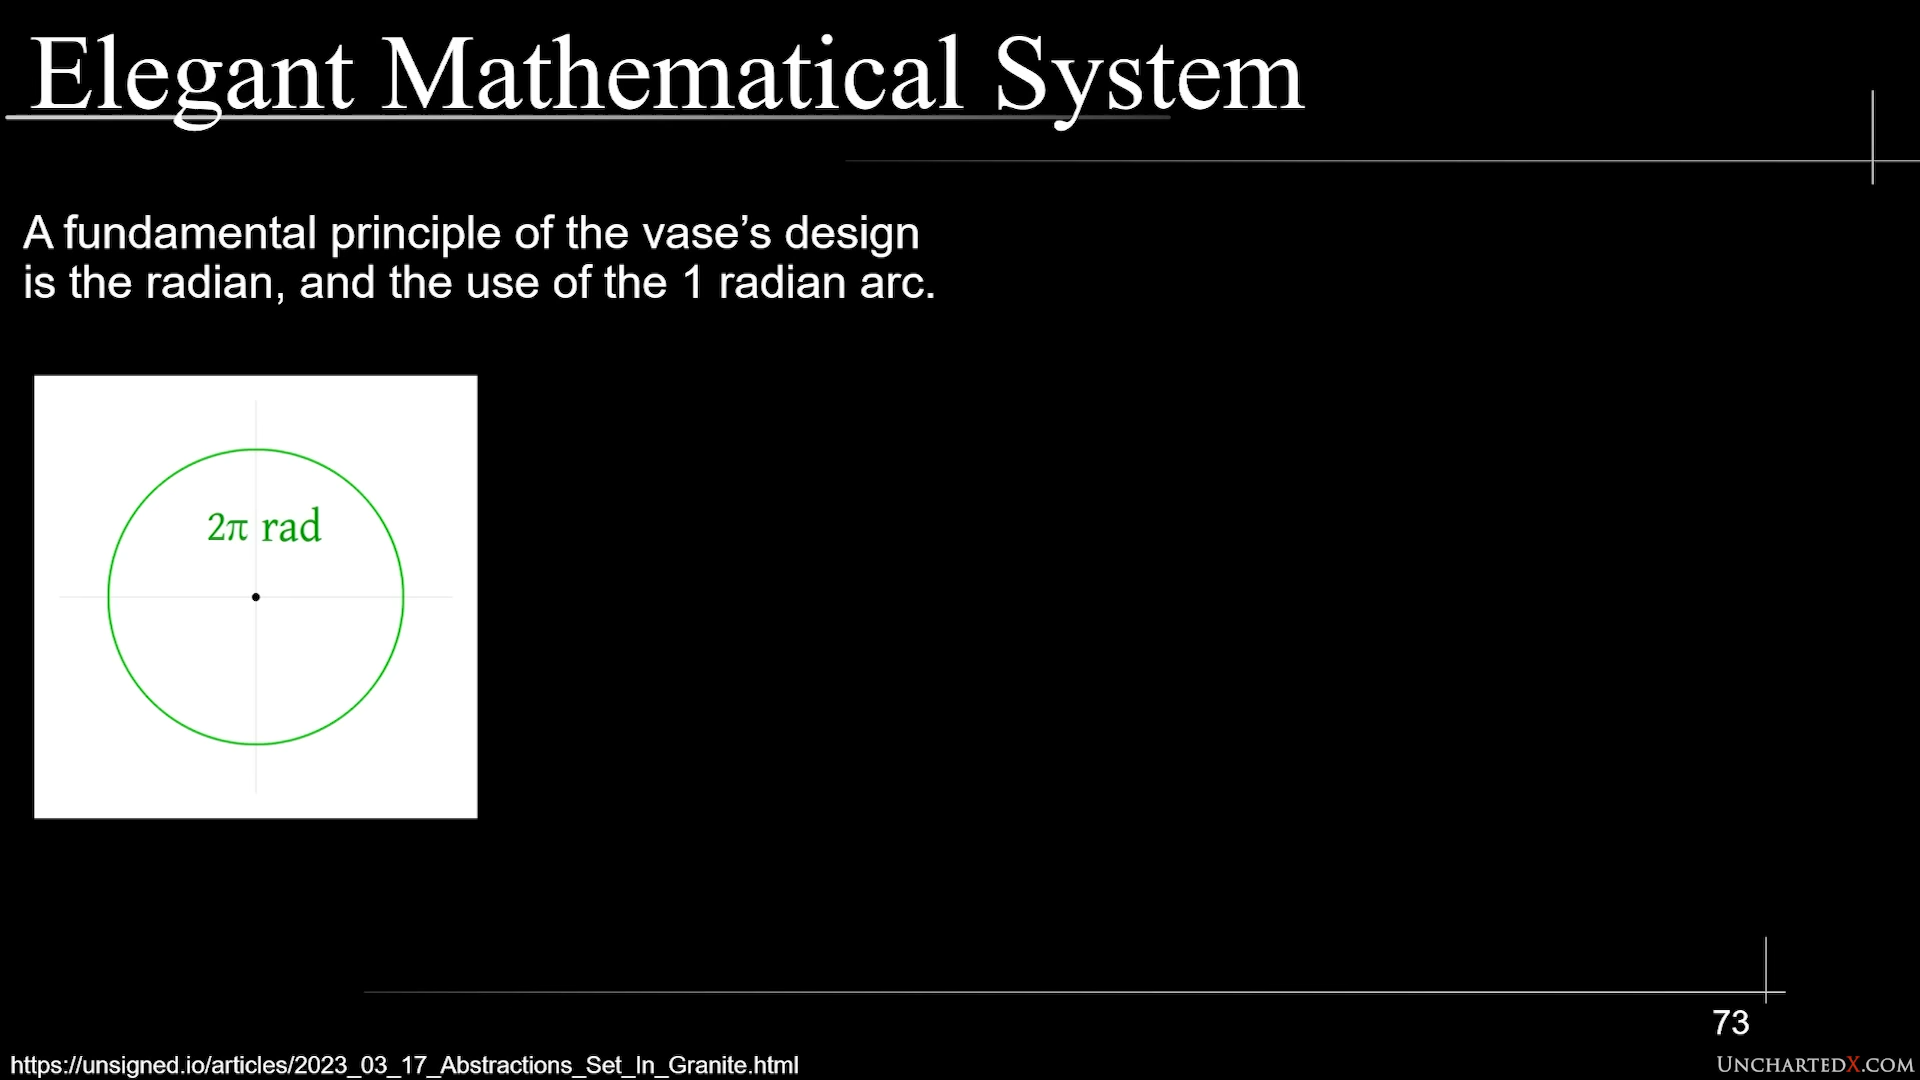 Elegant Mathematical System
A fundamental principle of the vase’s design
is the radian, and the use of the 1 radian arc.
2π rad
73
https://unsigned.io/articles/2023_03_17_Abstractions_Set_In_Granite.html
UNCHARTEDX.COM